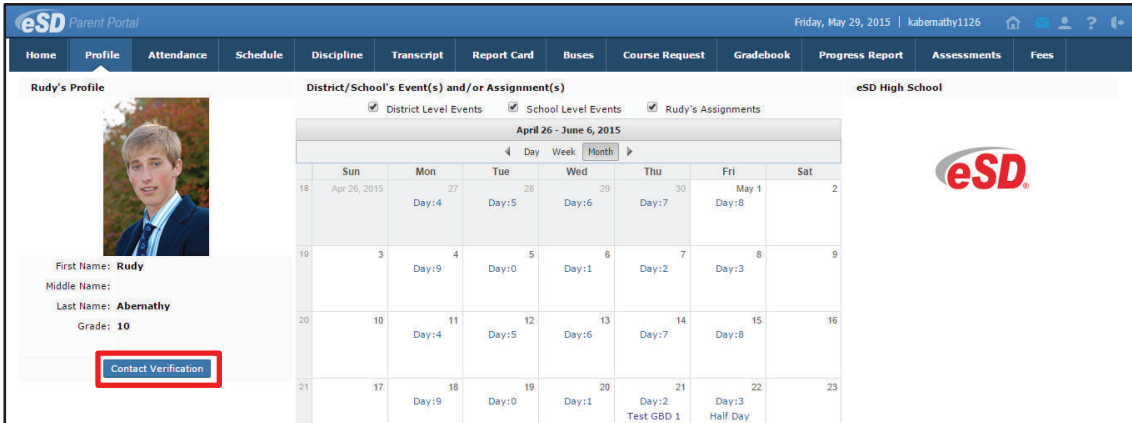 eSD Parent Portal
Friday, May 29, 2015 | kabernathy1126
Home Profile Attendance Schedule Discipline Transcript Report Card Buses Course Request Gradebook Progress Report Assessments Fees
Rudy's Profile
First Name: Rudy
Middle Name:
Last Name: Abernathy
Grade: 10
Contact Verification
District/School's Event(s) and/or Assignment(s)
District Level Events School Level Events Rudy's Assignments
April 26 - June 6, 2015
Day Week Month
Sun Mon Tue Wed Thu Fri Sat
18 Apr 26, 2015 27 28 29 30 May 1 2
Day:4 Day:5 Day:6 Day:7 Day:8
19 3 4 5 6 7 8 9
Day:9 Day:0 Day:1 Day:2 Day:3
20 10 11 12 13 14 15 16
Day:4 Day:5 Day:6 Day:7 Day:8
21 17 18 19 20 21 22 23
Day:9 Day:0 Day:1 Day:2 Day:3
Test GBD 1 Half Day
eSD High School
eSD®